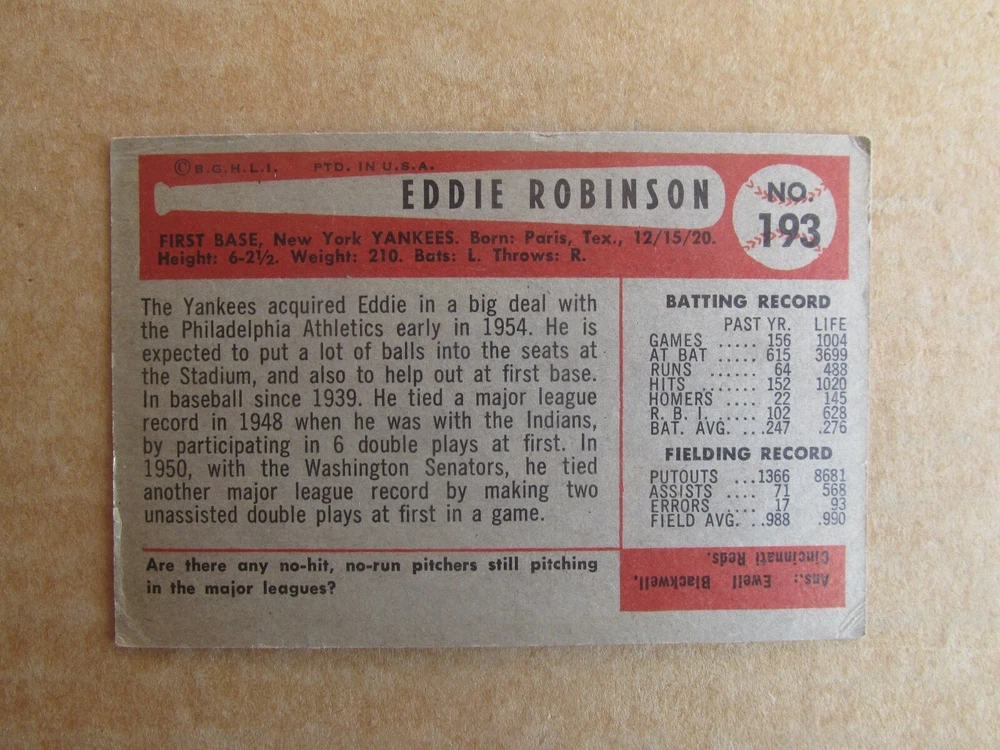 © B.G.H.L.I. PTD. IN U.S.A.
EDDIE ROBINSON
NO.
193
FIRST BASE, New York YANKEES. Born: Paris, Tex., 12/15/20.
Height: 6-2½. Weight: 210. Bats: L. Throws: R.
The Yankees acquired Eddie in a big deal with
the Philadelphia Athletics early in 1954. He is
expected to put a lot of balls into the seats at
the Stadium, and also to help out at first base.
In baseball since 1939. He tied a major league
record in 1948 when he was with the Indians,
by participating in 6 double plays at first. In
1950, with the Washington Senators, he tied
another major league record by making two
unassisted double plays at first in a game.
Are there any no-hit, no-run pitchers still pitching
in the major leagues?
BATTING RECORD
PAST YR. LIFE
GAMES ..... 156 1004
AT BAT ..... 615 3699
RUNS ...... 64 488
HITS ....... 152 1020
HOMERS .... 22 145
R. B. I. ..... 102 628
BAT. AVG. ...247 .276
FIELDING RECORD
PUTOUTS ...1366 8681
ASSISTS .... 71 568
ERRORS .... 17 93
FIELD AVG. ..988 .990
Ans.: Ewell Blackwell,
Cincinnati Reds.